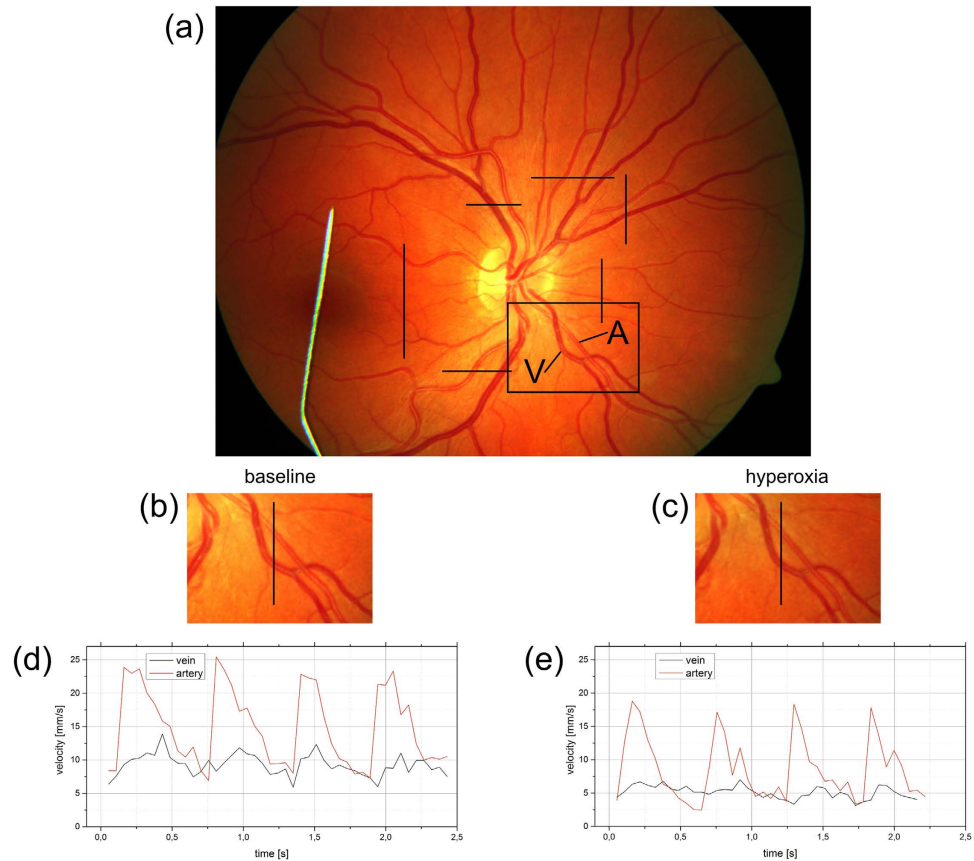 (a)
A
V
baseline
hyperoxia
(b)
(c)
(d)
(e)
25
20
15
10
5
0
velocity [mm/s]
vein
artery
0,0 0,5 1,0 1,5 2,0 2,5
time [s]
25
20
15
10
5
0
velocity [mm/s]
vein
artery
0,0 0,5 1,0 1,5 2,0 2,5
time [s]